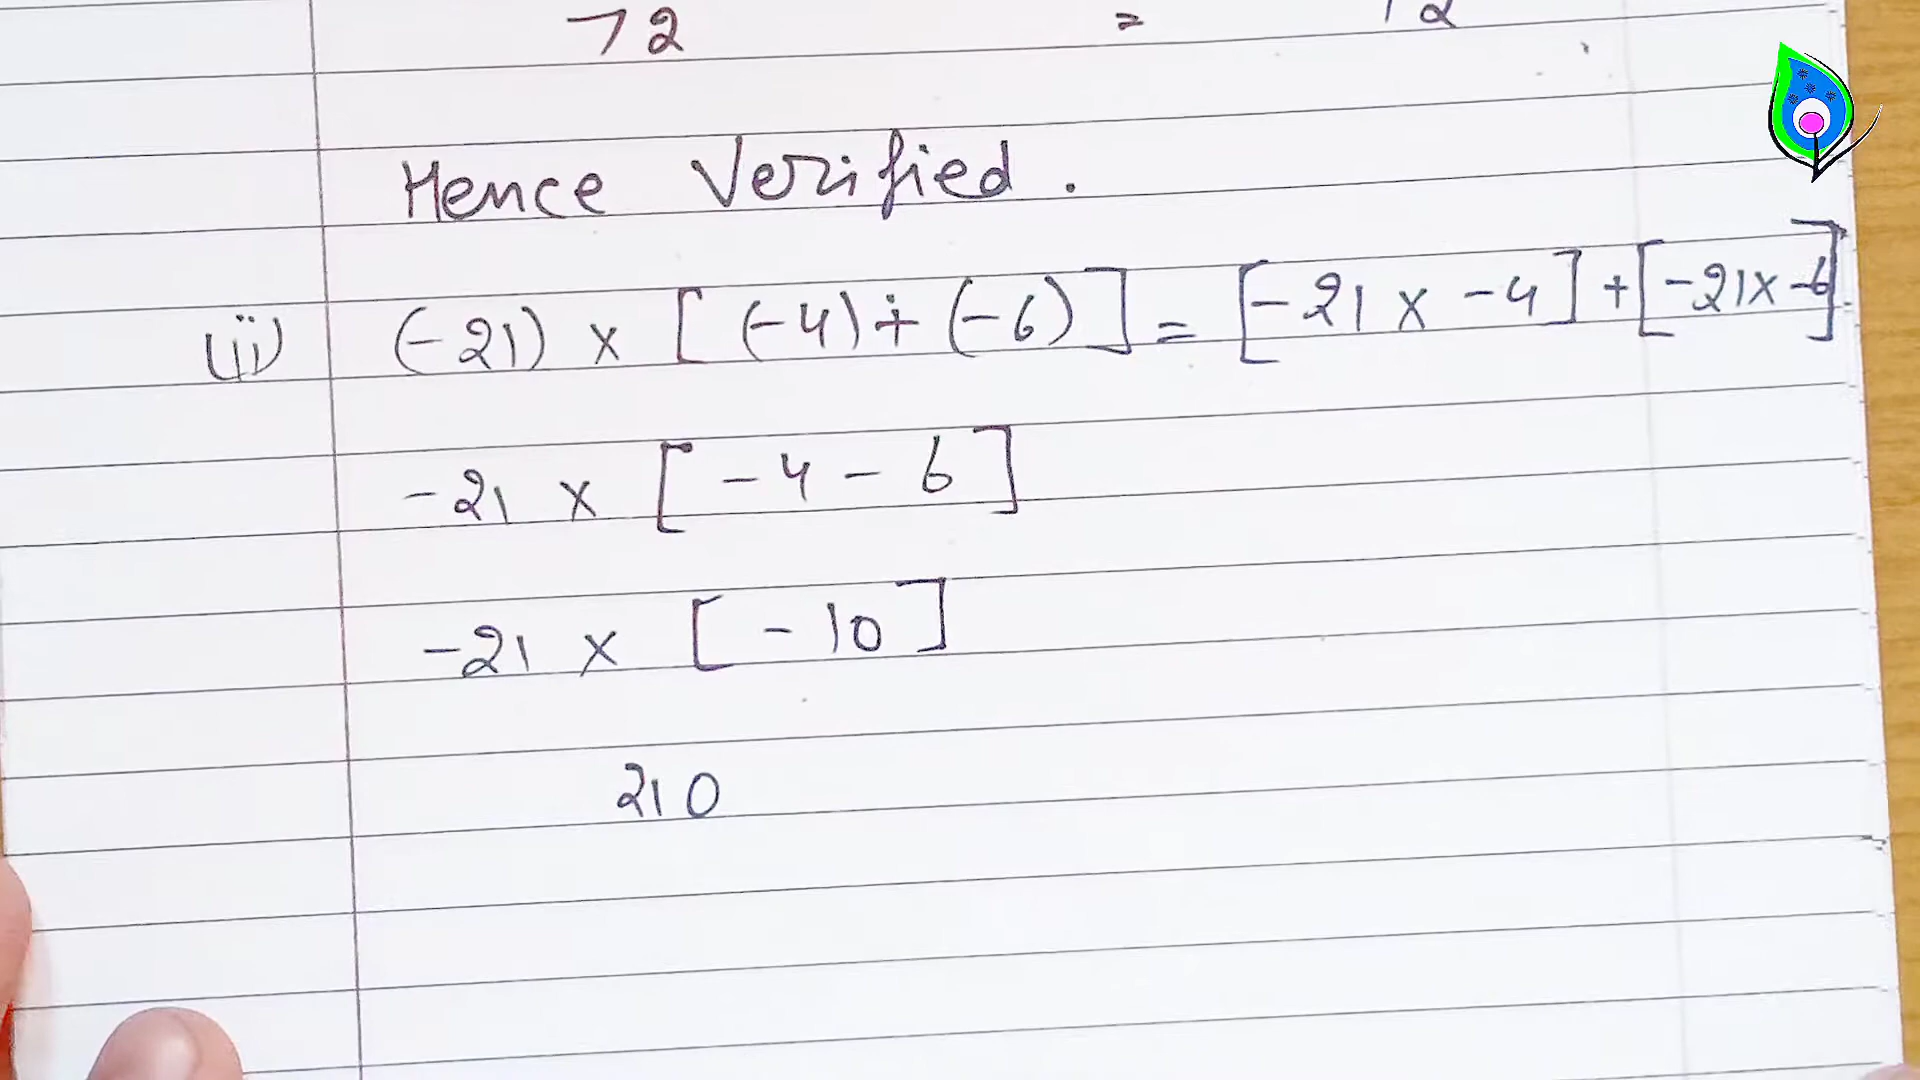 72 = 72
Hence Verified.
(ii) (-21) × [(-4) + (-6)] = [-21 × -4] + [-21 × -6]
-21 × [-4 - 6]
-21 × [-10]
210